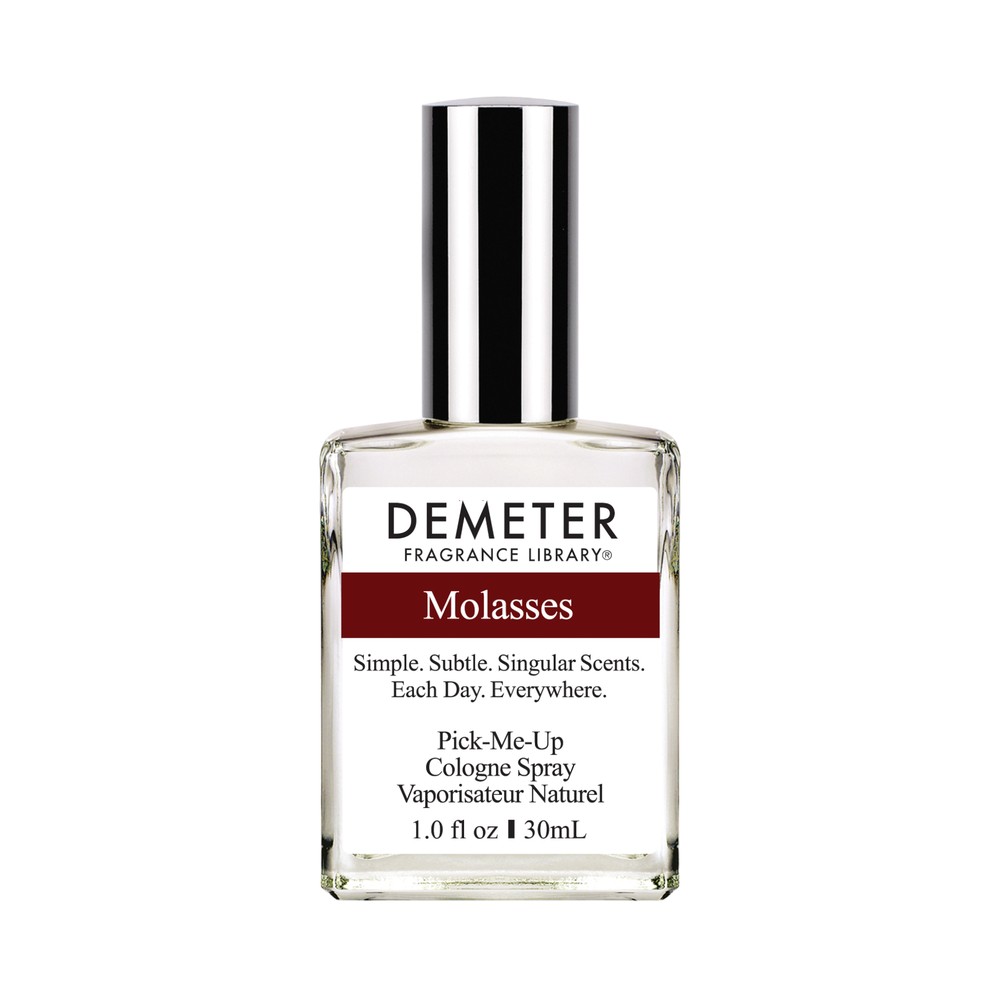 DEMETER
FRAGRANCE LIBRARY®
Molasses
Simple. Subtle. Singular Scents.
Each Day. Everywhere.
Pick-Me-Up
Cologne Spray
Vaporisateur Naturel
1.0 fl oz ▌30mL